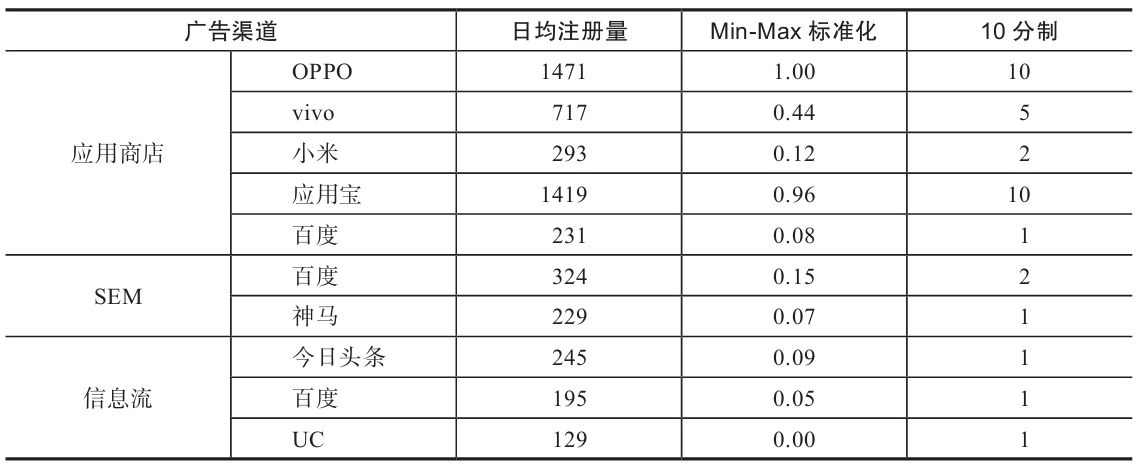 广告渠道 日均注册量 Min-Max 标准化 10 分制
应用商店 OPPO 1471 1.00 10
vivo 717 0.44 5
小米 293 0.12 2
应用宝 1419 0.96 10
百度 231 0.08 1
SEM 百度 324 0.15 2
神马 229 0.07 1
信息流 今日头条 245 0.09 1
百度 195 0.05 1
UC 129 0.00 1